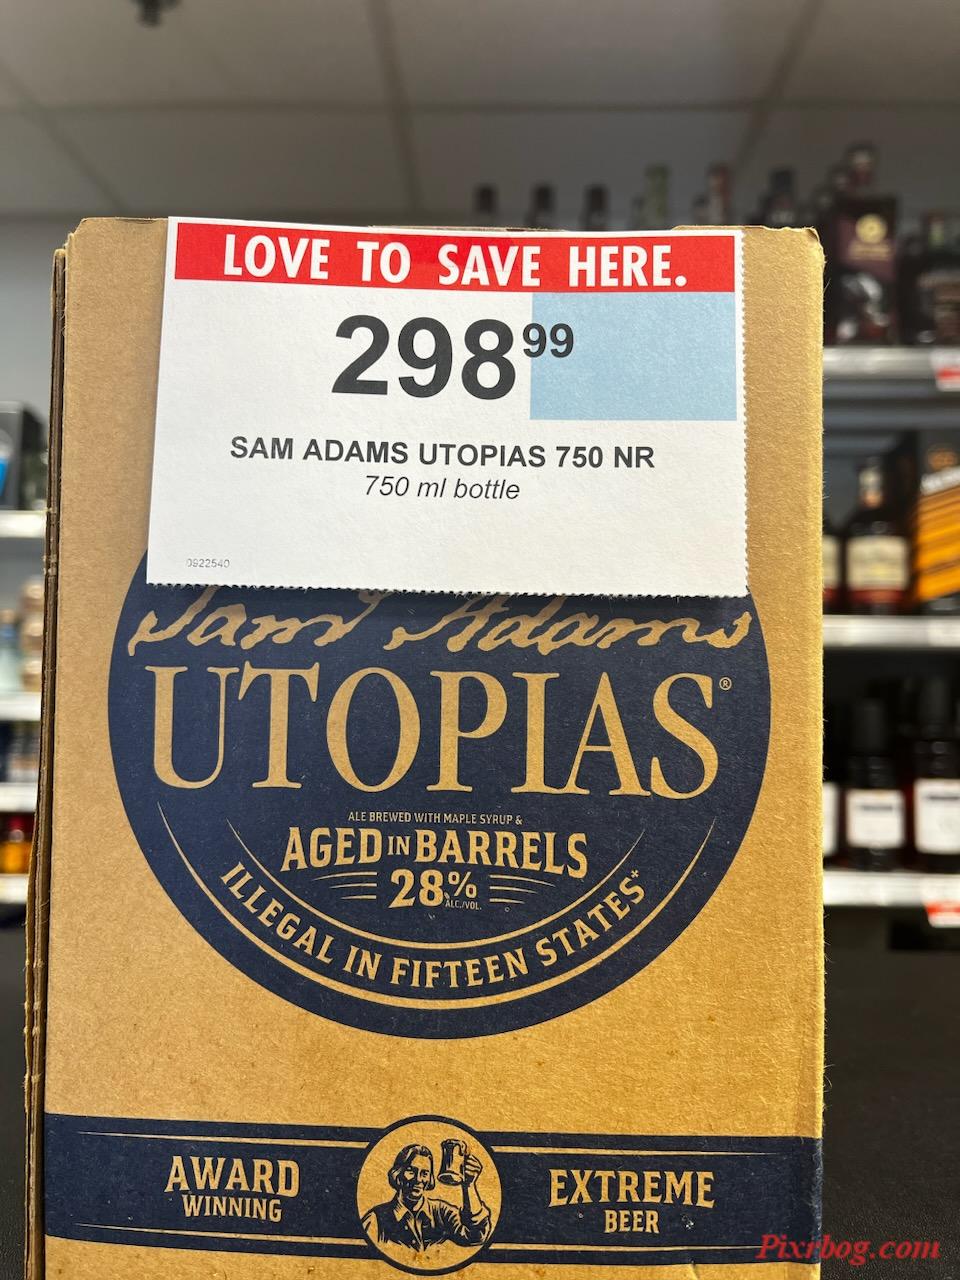 LOVE TO SAVE HERE.
298 99
SAM ADAMS UTOPIAS 750 NR
750 ml bottle
0922540
Sam Adams
UTOPIAS®
ALE BREWED WITH MAPLE SYRUP &
AGED IN BARRELS
28%
ALC./VOL.
ILLEGAL IN FIFTEEN STATES+
AWARD
WINNING
EXTREME
BEER
Pixrbog.com